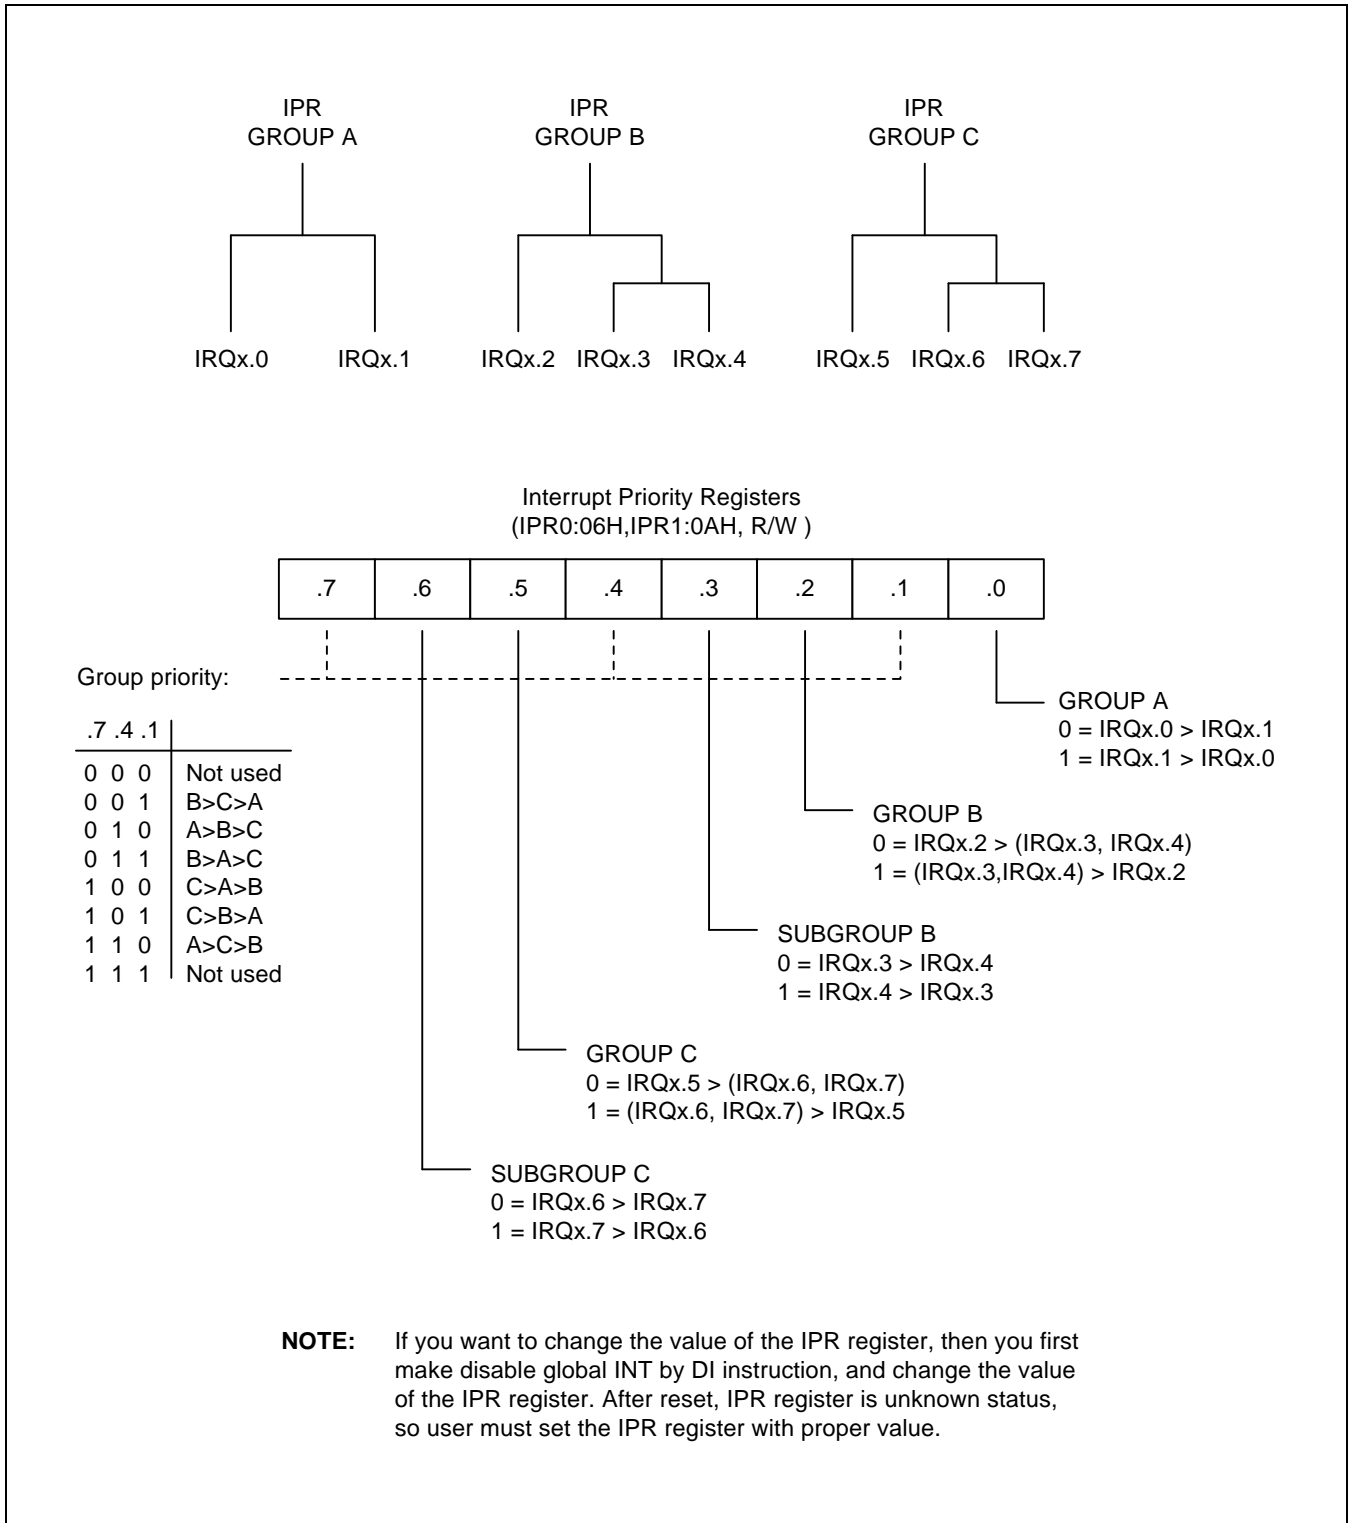 IPR
GROUP A
IPR
GROUP B
IPR
GROUP C
IRQx.0
IRQx.1
IRQx.2
IRQx.3
IRQx.4
IRQx.5
IRQx.6
IRQx.7
Interrupt Priority Registers
(IPR0:06H,IPR1:0AH, R/W )
.7 .6 .5 .4 .3 .2 .1 .0
Group priority:
.7 .4 .1
0 0 0 Not used
0 0 1 B>C>A
0 1 0 A>B>C
0 1 1 B>A>C
1 0 0 C>A>B
1 0 1 C>B>A
1 1 0 A>C>B
1 1 1 Not used
GROUP A
0 = IRQx.0 > IRQx.1
1 = IRQx.1 > IRQx.0
GROUP B
0 = IRQx.2 > (IRQx.3, IRQx.4)
1 = (IRQx.3,IRQx.4) > IRQx.2
SUBGROUP B
0 = IRQx.3 > IRQx.4
1 = IRQx.4 > IRQx.3
GROUP C
0 = IRQx.5 > (IRQx.6, IRQx.7)
1 = (IRQx.6, IRQx.7) > IRQx.5
SUBGROUP C
0 = IRQx.6 > IRQx.7
1 = IRQx.7 > IRQx.6
NOTE: If you want to change the value of the IPR register, then you first
make disable global INT by DI instruction, and change the value
of the IPR register. After reset, IPR register is unknown status,
so user must set the IPR register with proper value.